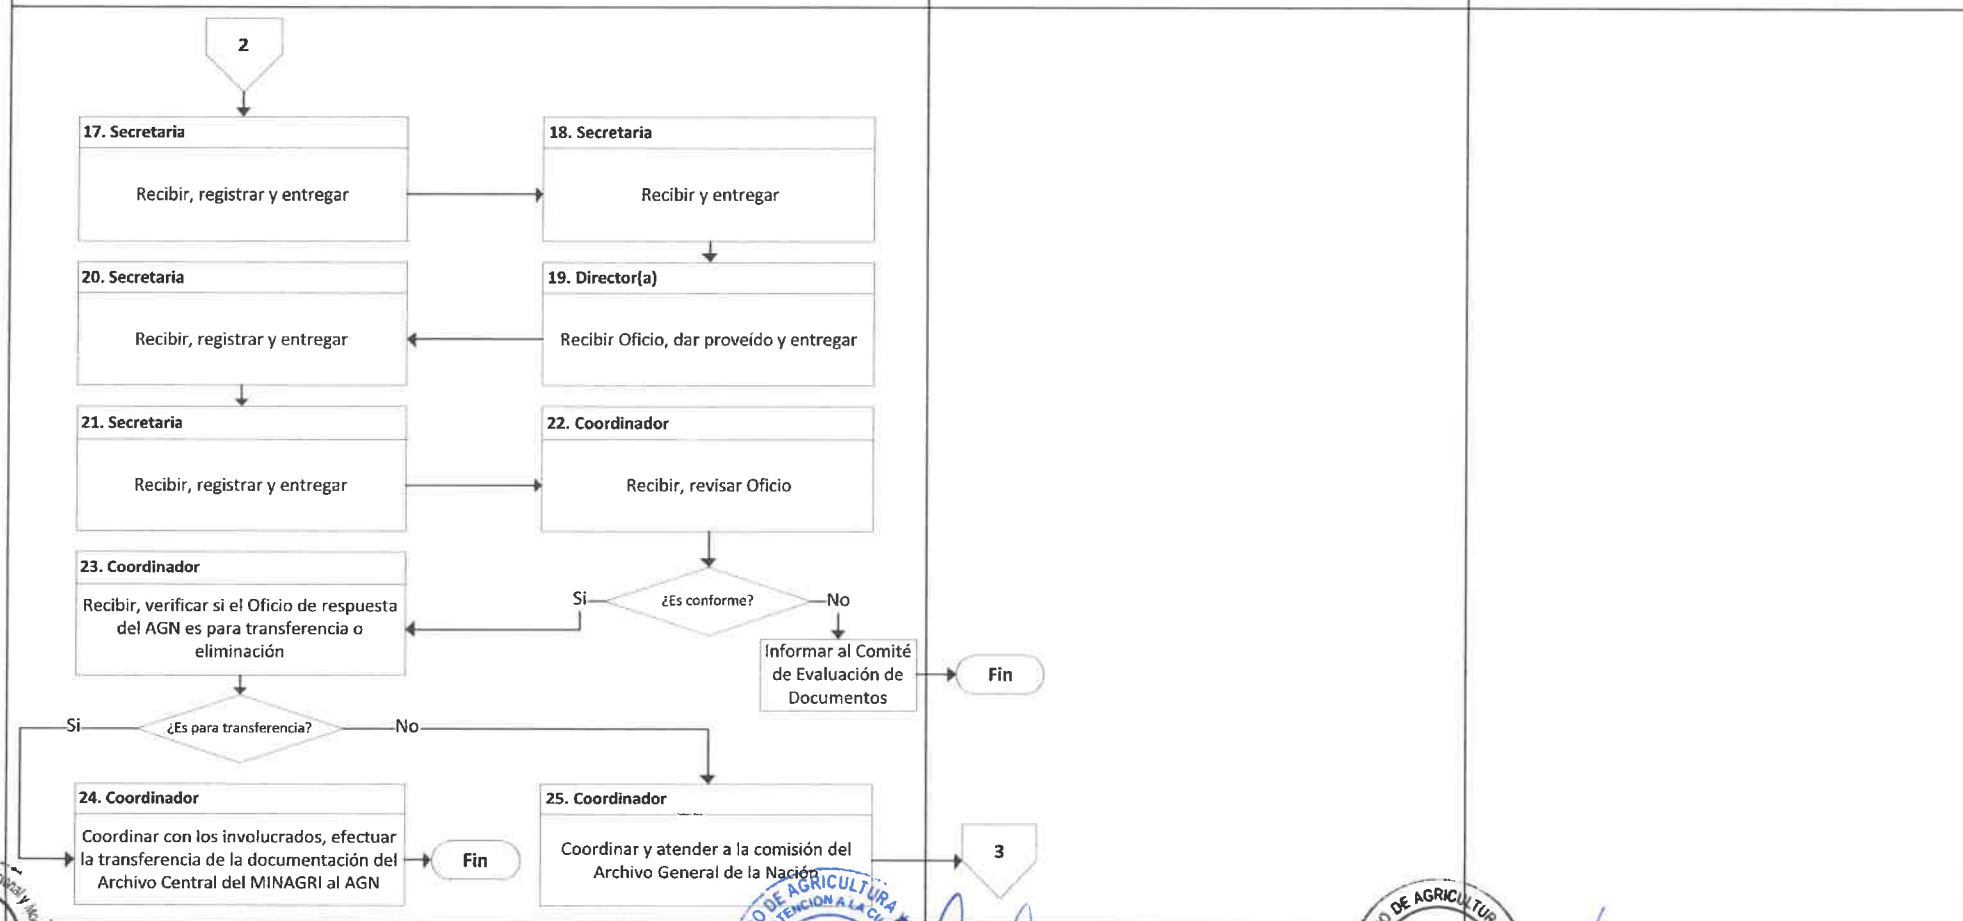 2
17. Secretaria
Recibir, registrar y entregar
18. Secretaria
Recibir y entregar
20. Secretaria
Recibir, registrar y entregar
19. Director(a)
Recibir Oficio, dar proveído y entregar
21. Secretaria
Recibir, registrar y entregar
22. Coordinador
Recibir, revisar Oficio
23. Coordinador
Recibir, verificar si el Oficio de respuesta
del AGN es para transferencia o
eliminación
Si
¿Es conforme?
No
Informar al Comité
de Evaluación de
Documentos
Fin
Si
¿Es para transferencia?
No
24. Coordinador
Coordinar con los involucrados, efectuar
la transferencia de la documentación del
Archivo Central del MINAGRI al AGN
Fin
25. Coordinador
Coordinar y atender a la comisión del
Archivo General de la Nación
3
DE AGRICULTURA
A LA
DE AGRICULTUR